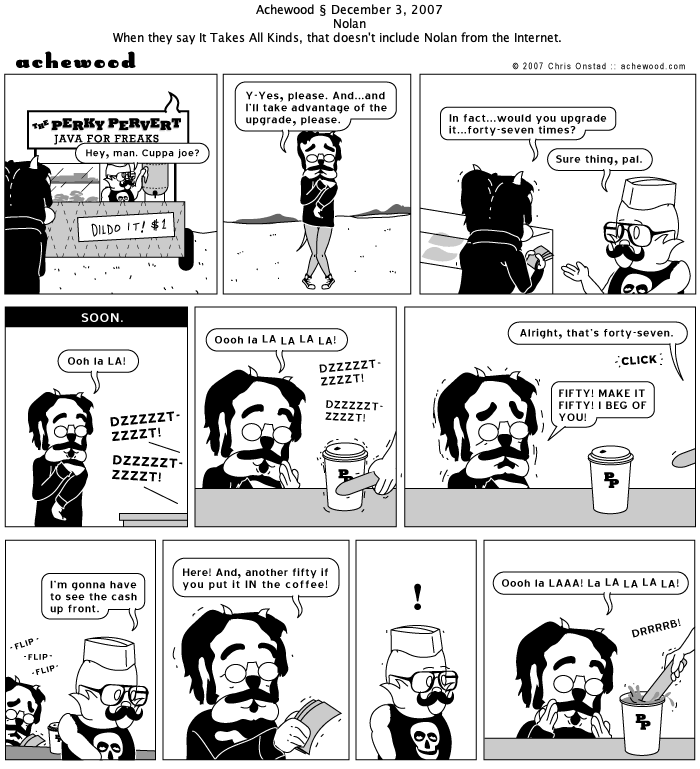 Achewood § December 3, 2007
Nolan
When they say It Takes All Kinds, that doesn't include Nolan from the Internet.
achewood
© 2007 Chris Onstad :: achewood.com
THE PERKY PERVERT
JAVA FOR FREAKS
Hey, man. Cuppa joe?
DILDO IT! $1
Y-Yes, please. And...and
I'll take advantage of the
upgrade, please.
In fact...would you upgrade
it...forty-seven times?
Sure thing, pal.
SOON.
Ooh la LA!
DZZZZZT-
ZZZZT!
DZZZZZT-
ZZZZT!
Oooh la LA LA LA LA!
DZZZZZT-
ZZZZT!
DZZZZZT-
ZZZZT!
PP
Alright, that's forty-seven.
CLICK
FIFTY! MAKE IT
FIFTY! I BEG OF
YOU!
PP
I'm gonna have
to see the cash
up front.
-FLIP-
-FLIP-
-FLIP-
P
Here! And, another fifty if
you put it IN the coffee!
!
Oooh la LAAA! La LA LA LA LA!
DRRRRB!
PP